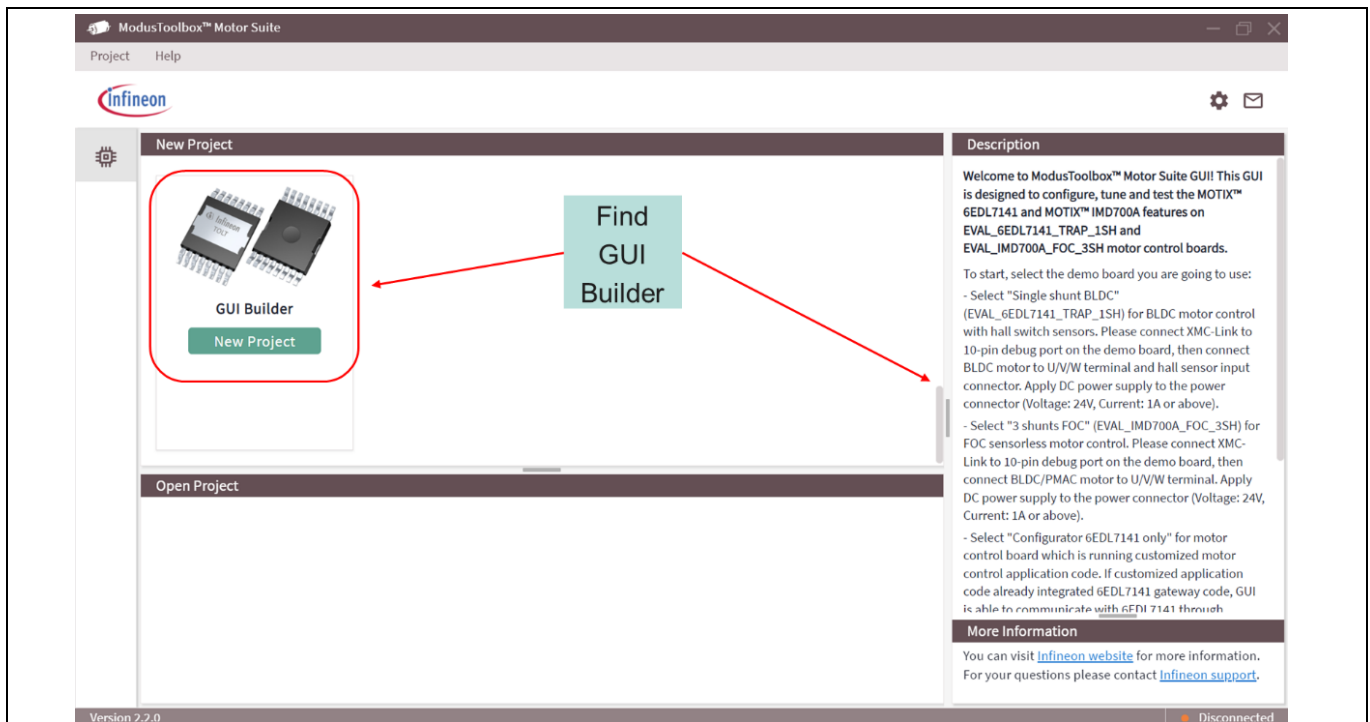 ModusToolbox™ Motor Suite
Project Help
infineon
New Project
Infineon
TOLT
GUI Builder
New Project
Find
GUI
Builder
Open Project
Description
Welcome to ModusToolbox™ Motor Suite GUI! This GUI
is designed to configure, tune and test the MOTIX™
6EDL7141 and MOTIX™ IMD700A features on
EVAL_6EDL7141_TRAP_1SH and
EVAL_IMD700A_FOC_3SH motor control boards.
To start, select the demo board you are going to use:
- Select "Single shunt BLDC"
(EVAL_6EDL7141_TRAP_1SH) for BLDC motor control
with hall switch sensors. Please connect XMC-Link to
10-pin debug port on the demo board, then connect
BLDC motor to U/V/W terminal and hall sensor input
connector. Apply DC power supply to the power
connector (Voltage: 24V, Current: 1A or above).
- Select "3 shunts FOC" (EVAL_IMD700A_FOC_3SH) for
FOC sensorless motor control. Please connect XMC-
Link to 10-pin debug port on the demo board, then
connect BLDC/PMAC motor to U/V/W terminal. Apply
DC power supply to the power connector (Voltage: 24V,
Current: 1A or above).
- Select "Configurator 6EDL7141 only" for motor
control board which is running customized motor
control application code. If customized application
code already integrated 6EDL7141 gateway code, GUI
is able to communicate with 6EDL7141 through
More Information
You can visit Infineon website for more information.
For your questions please contact Infineon support.
Version 2.2.0
Disconnected